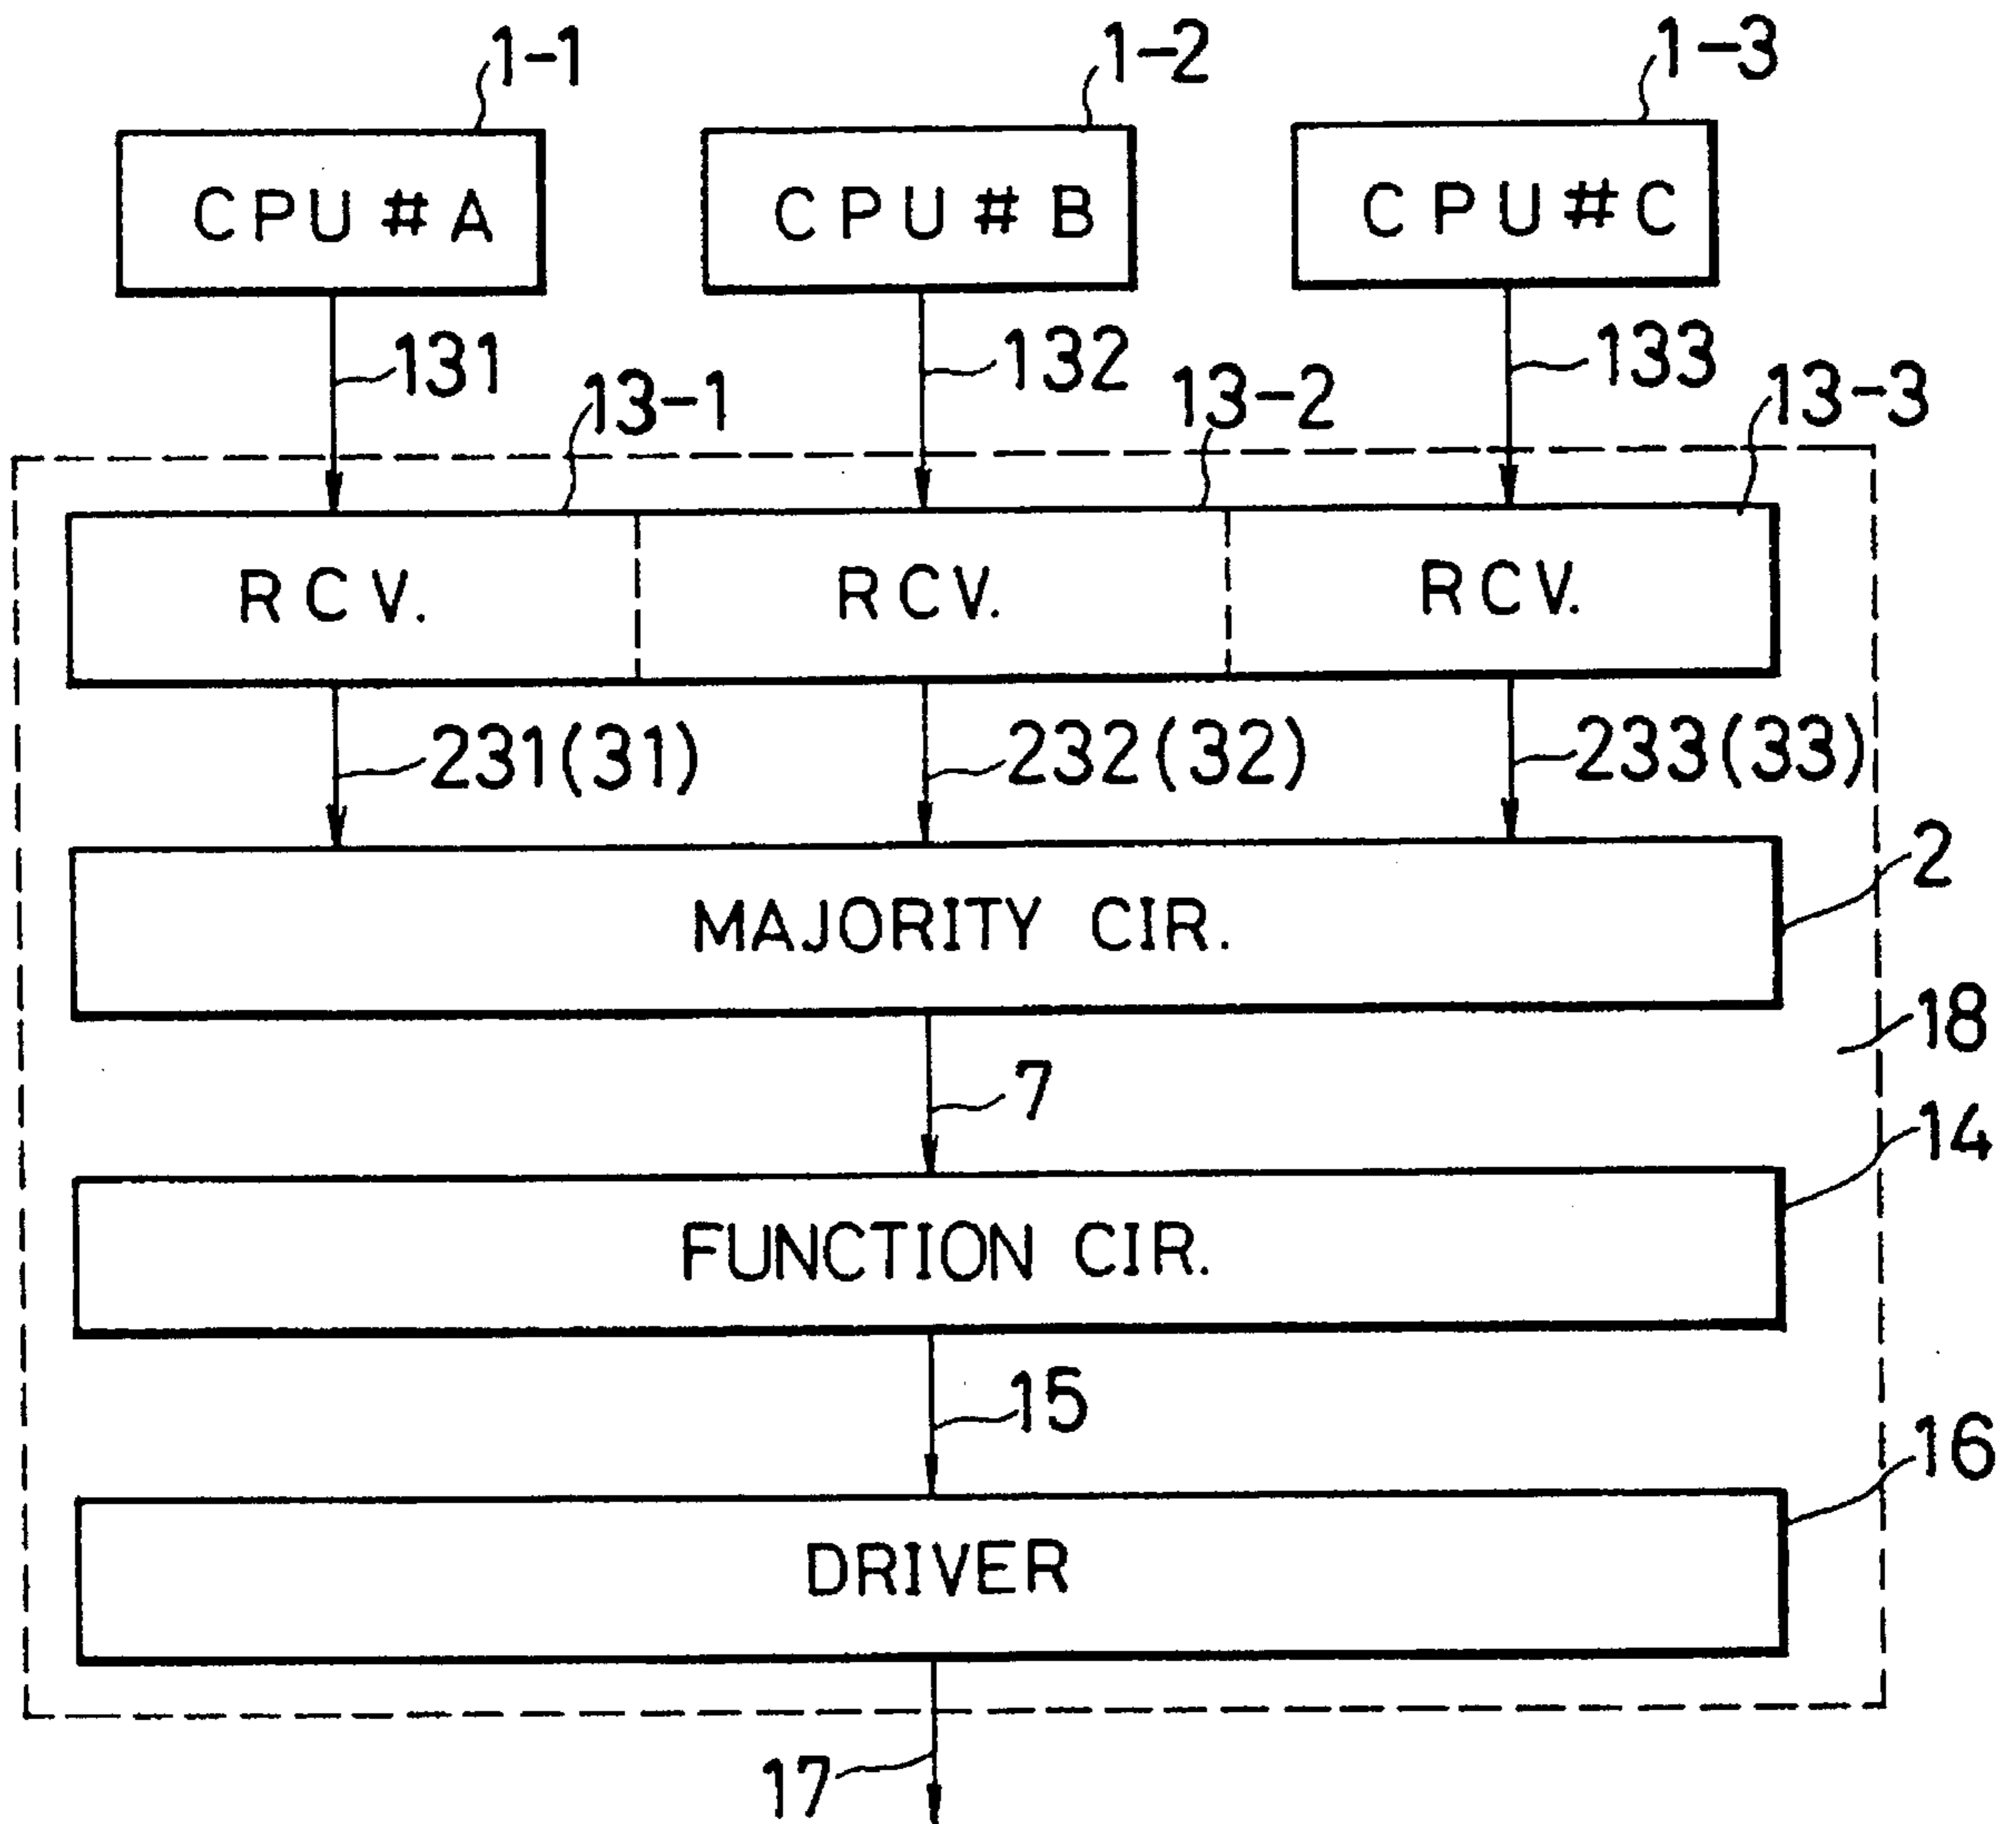 1-1 1-2 1-3
CPU#A CPU#B CPU#C
131 132 133
13-1 13-2 13-3
RCV. RCV. RCV.
231(31) 232(32) 233(33)
MAJORITY CIR.
2
18
7
14
FUNCTION CIR.
15
16
DRIVER
17